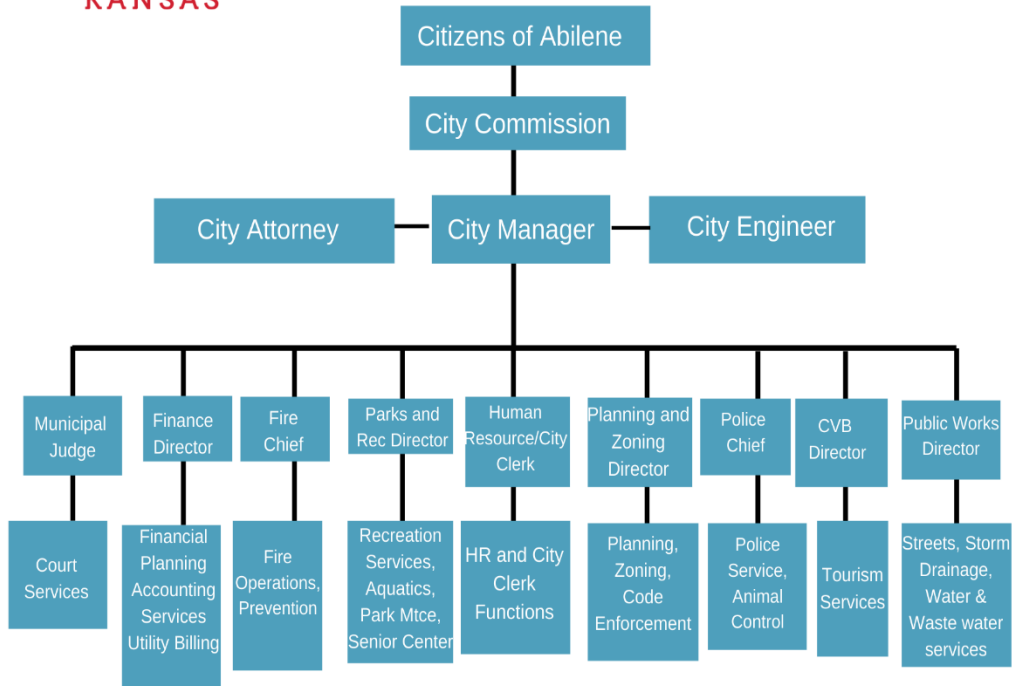 KANSAS
Citizens of Abilene
City Commission
City Attorney
City Manager
City Engineer
Municipal
Judge
Finance
Director
Fire
Chief
Parks and
Rec Director
Human
Resource/City
Clerk
Planning and
Zoning
Director
Police
Chief
CVB
Director
Public Works
Director
Court
Services
Financial
Planning
Accounting
Services
Utility Billing
Fire
Operations,
Prevention
Recreation
Services,
Aquatics,
Park Mtce,
Senior Center
HR and City
Clerk
Functions
Planning,
Zoning,
Code
Enforcement
Police
Service,
Animal
Control
Tourism
Services
Streets, Storm
Drainage,
Water &
Waste water
services